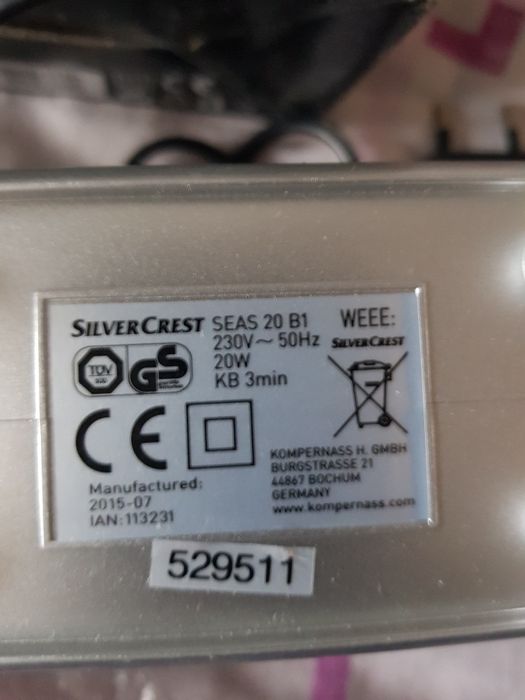 SILVERCREST SEAS 20 B1
230V ~ 50Hz
20W
KB 3min
WEEE:
SILVERCREST
TÜV
GS
CE
KOMPERNASS H. GMBH
BURGSTRASSE 21
44867 BOCHUM
GERMANY
www.kompernass.com
Manufactured:
2015-07
IAN: 113231
529511